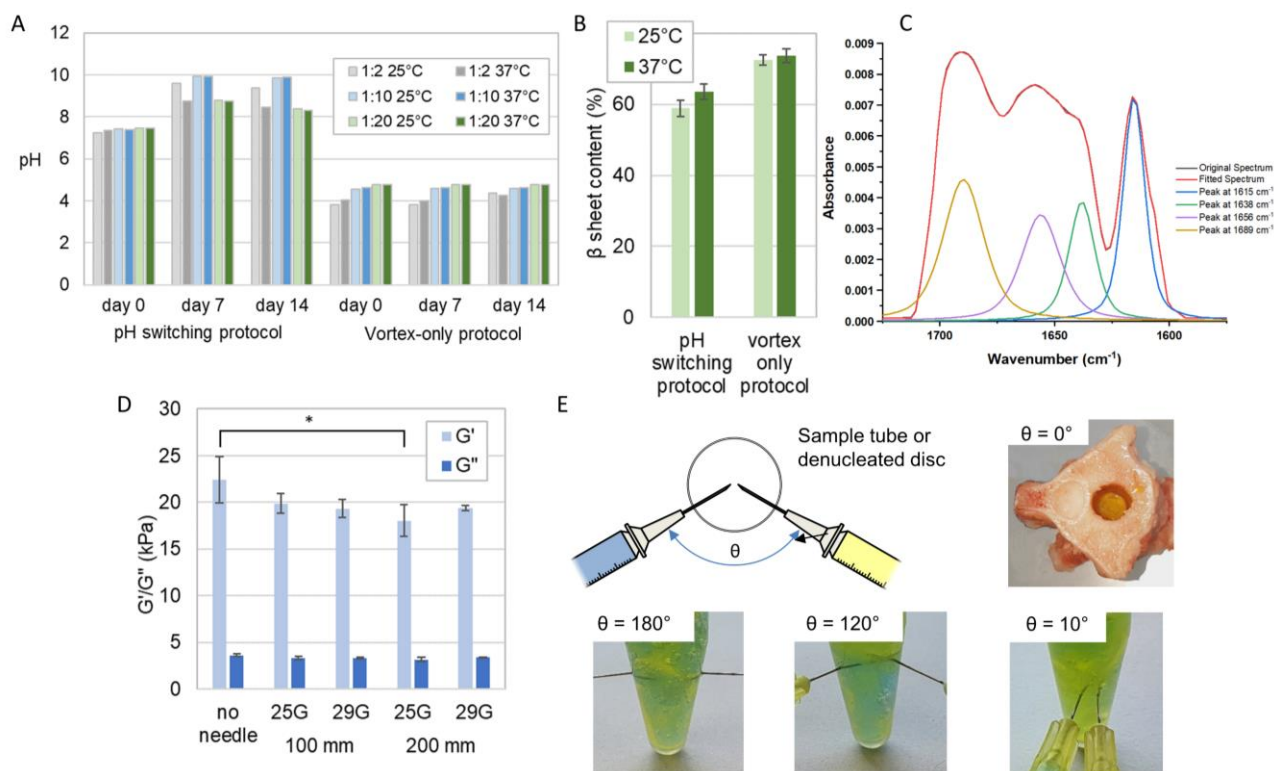 A
12
10
8
6
4
2
0
pH
1:2 25°C
1:2 37°C
1:10 25°C
1:10 37°C
1:20 25°C
1:20 37°C
day 0
day 7
day 14
day 0
day 7
day 14
pH switching protocol
Vortex-only protocol
B
25°C
37°C
60
40
20
0
β sheet content (%)
pH
switching
protocol
vortex
only
protocol
C
0.009
0.008
0.007
0.006
0.005
0.004
0.003
0.002
0.001
0.000
Absorbance
1700
1650
1600
Wavenumber (cm⁻¹)
Original Spectrum
Fitted Spectrum
Peak at 1615 cm⁻¹
Peak at 1638 cm⁻¹
Peak at 1656 cm⁻¹
Peak at 1689 cm⁻¹
D
30
25
20
15
10
5
0
G'/G" (kPa)
*
G'
G"
no
needle
25G
29G
25G
29G
100 mm
200 mm
E
Sample tube or
denucleated disc
θ
θ = 0°
θ = 180°
θ = 120°
θ = 10°